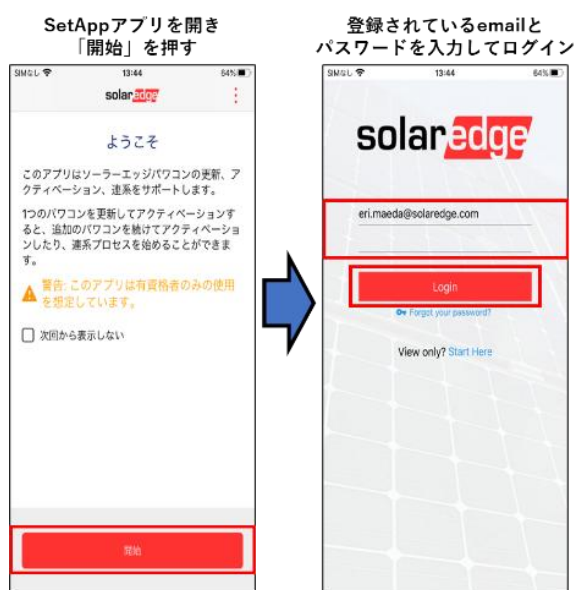 SetAppアプリを開き
「開始」を押す
SIMなし 13:44 64%
solaredge
ようこそ
このアプリはソーラーエッジパワコンの更新、ア
クティベーション、連系をサポートします。
1つのパワコンを更新してアクティベーションす
ると、追加のパワコンを続けてアクティベーショ
ンしたり、連系プロセスを始めることができま
す。
警告: このアプリは有資格者のみの使用
を想定しています。
次回から表示しない
開始
登録されているemailと
パスワードを入力してログイン
SIMなし 13:44 64%
solaredge
eri.maeda@solaredge.com
Login
Forgot your password?
View only? Start Here